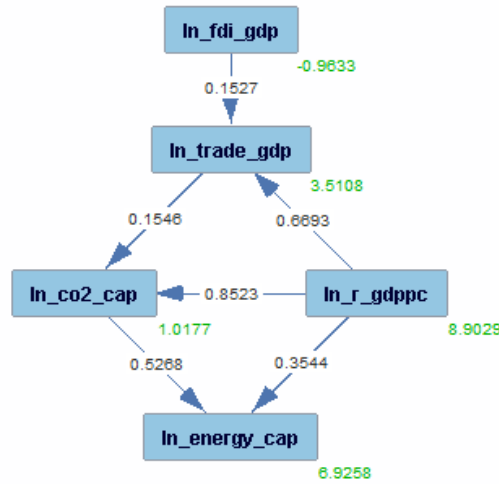 ln_fdi_gdp
-0.9633
0.1527
ln_trade_gdp
3.5108
0.1546
0.6693
ln_co2_cap
0.8523
ln_r_gdppc
1.0177
8.9029
0.5268
0.3544
ln_energy_cap
6.9258